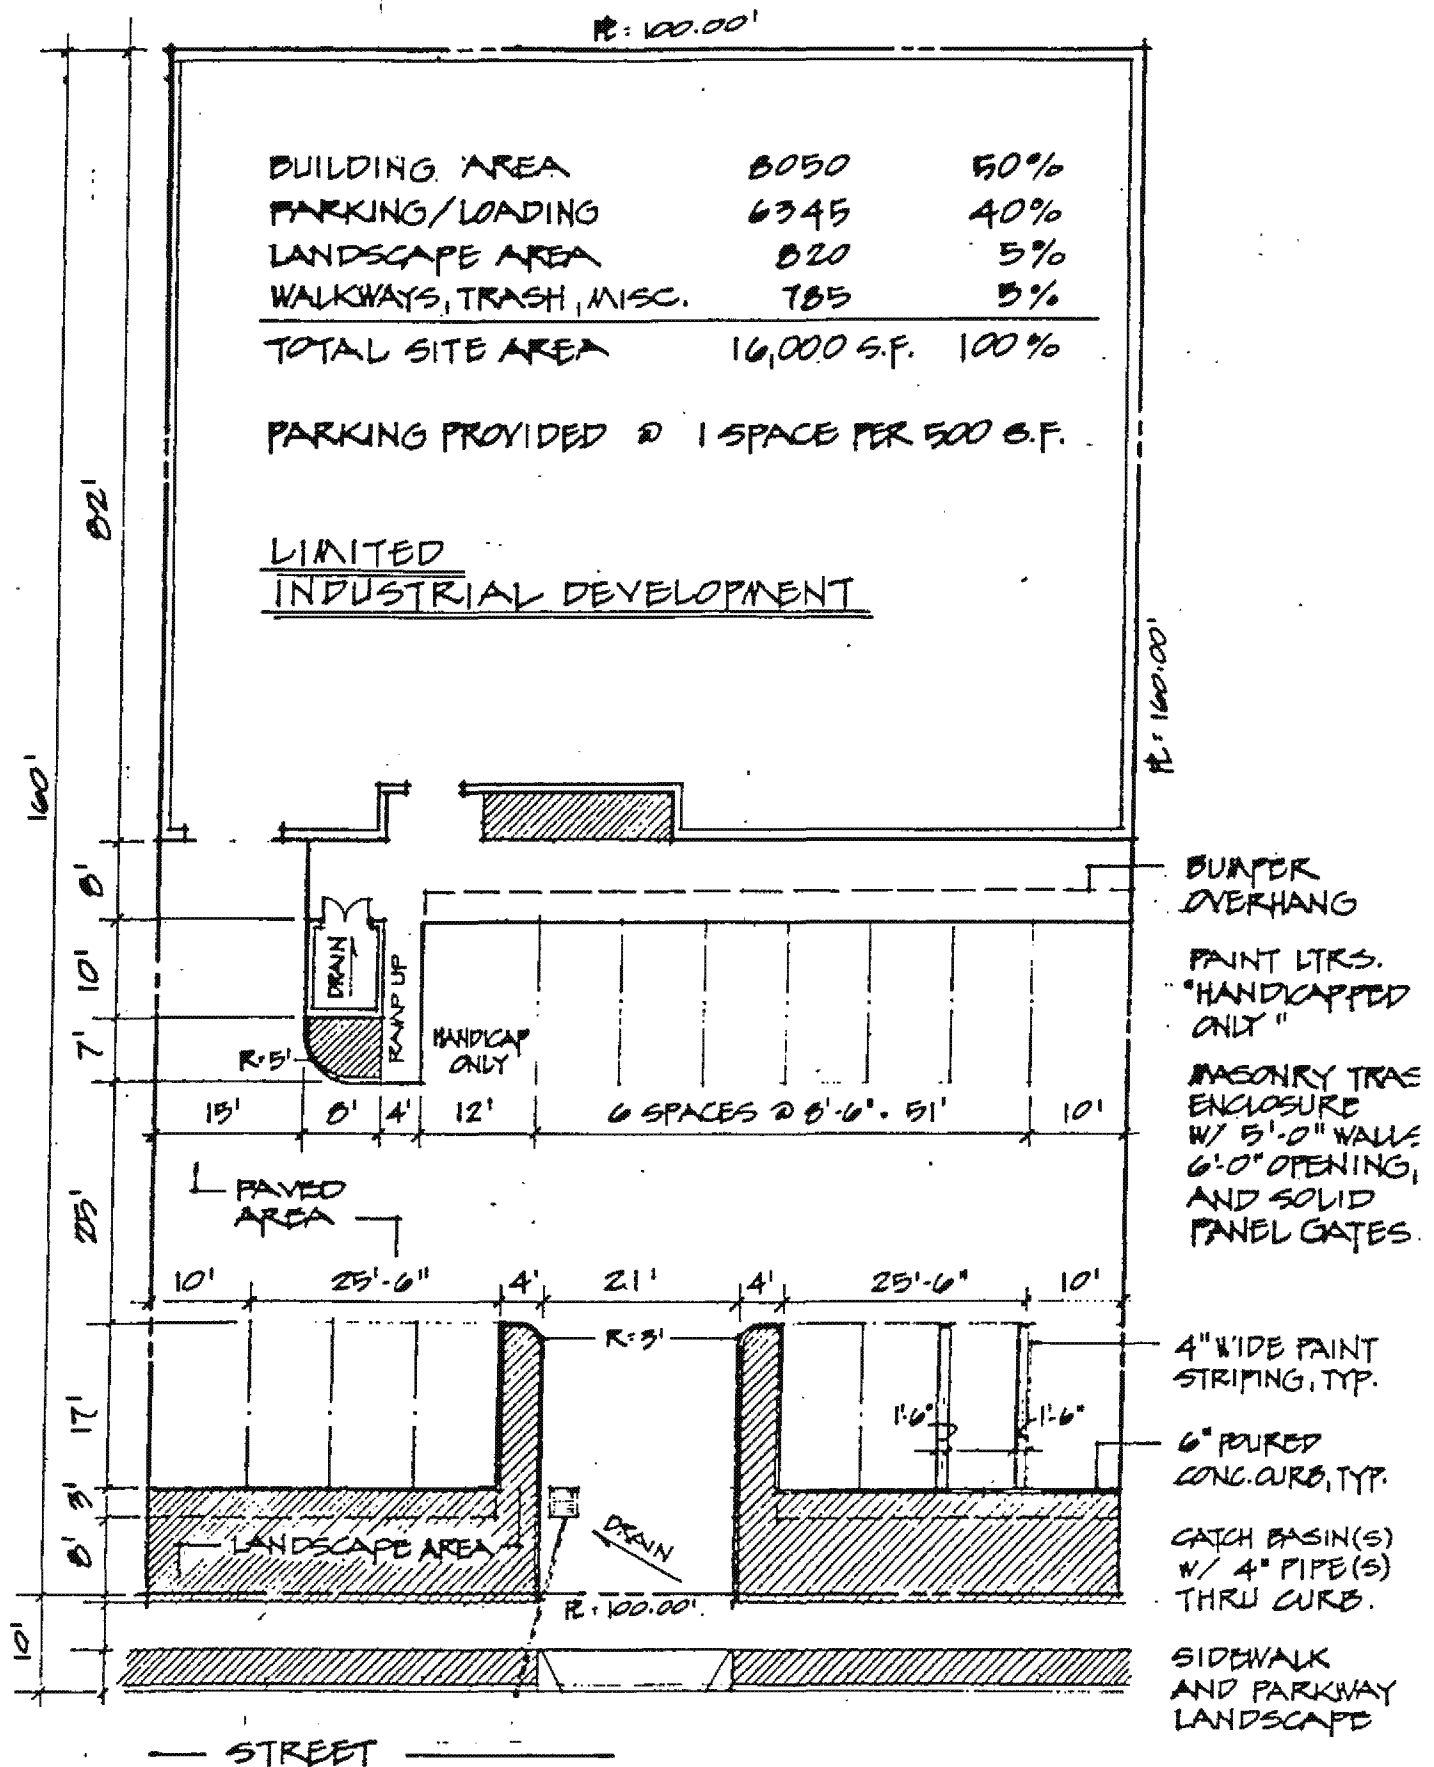 PL = 100.00'
BUILDING AREA 8050 50%
PARKING/LOADING 6345 40%
LANDSCAPE AREA 820 5%
WALKWAYS, TRASH, MISC. 785 5%
TOTAL SITE AREA 16,000 S.F. 100%
PARKING PROVIDED @ 1 SPACE PER 500 S.F.
82'
LIMITED
INDUSTRIAL DEVELOPMENT
PL = 160.00'
160'
8'
BUMPER
OVERHANG
10'
DRAIN
RAMP UP
PAINT LTRS.
"HANDICAPPED
ONLY"
7'
R=5'
HANDICAP
ONLY
MASONRY TRAS
ENCLOSURE
W/ 5'-0" WALLS
6'-0" OPENING,
AND SOLID
PANEL GATES.
15' 8' 4' 12' 6 SPACES @ 8'-6" = 51' 10'
25'
PAVED
AREA
10' 25'-6" 4' 21' 4' 25'-6" 10'
R=3'
4" WIDE PAINT
STRIPING, TYP.
17'
1'-6" 1'-6"
6" POURED
CONC. CURB, TYP.
3'
8'
LANDSCAPE AREA
DRAIN
CATCH BASIN(S)
W/ 4" PIPE(S)
THRU CURB.
PL = 100.00'
10'
SIDEWALK
AND PARKWAY
LANDSCAPE
STREET